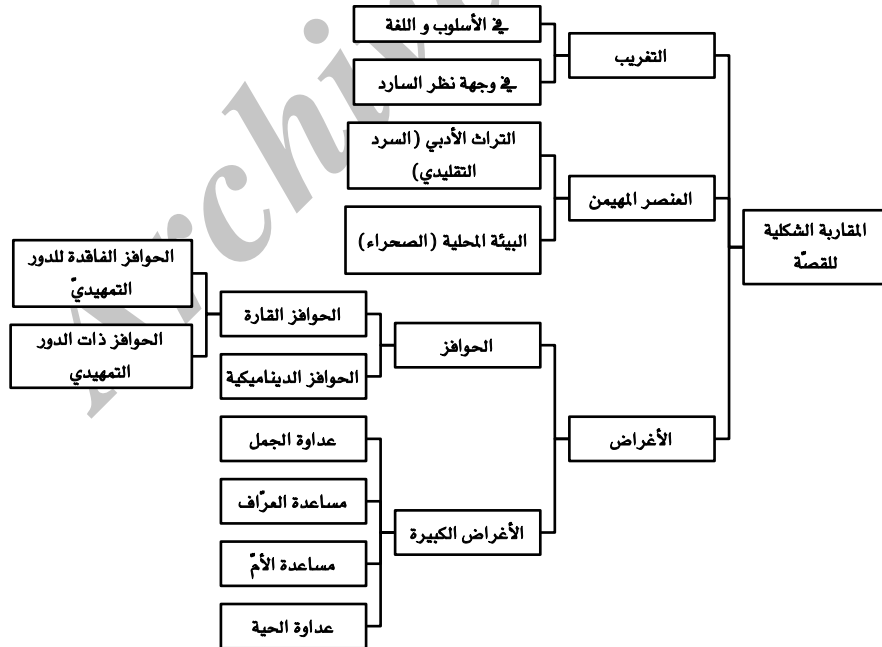 المقاربة الشكلية
للقصّة
التغريب
في الأسلوب و اللغة
في وجهة نظر السارد
العنصر المهيمن
التراث الأدبي (السرد
التقليدي)
البيئة المحلية (الصحراء)
الأغراض
الحوافز
الحوافز القارة
الحوافز الفاقدة للدور
التمهيديّ
الحوافز ذات الدور
التمهيدي
الحوافز الديناميكية
الأغراض الكبيرة
عداوة الجمل
مساعدة العرّاف
مساعدة الأمّ
عداوة الحية
Archiv